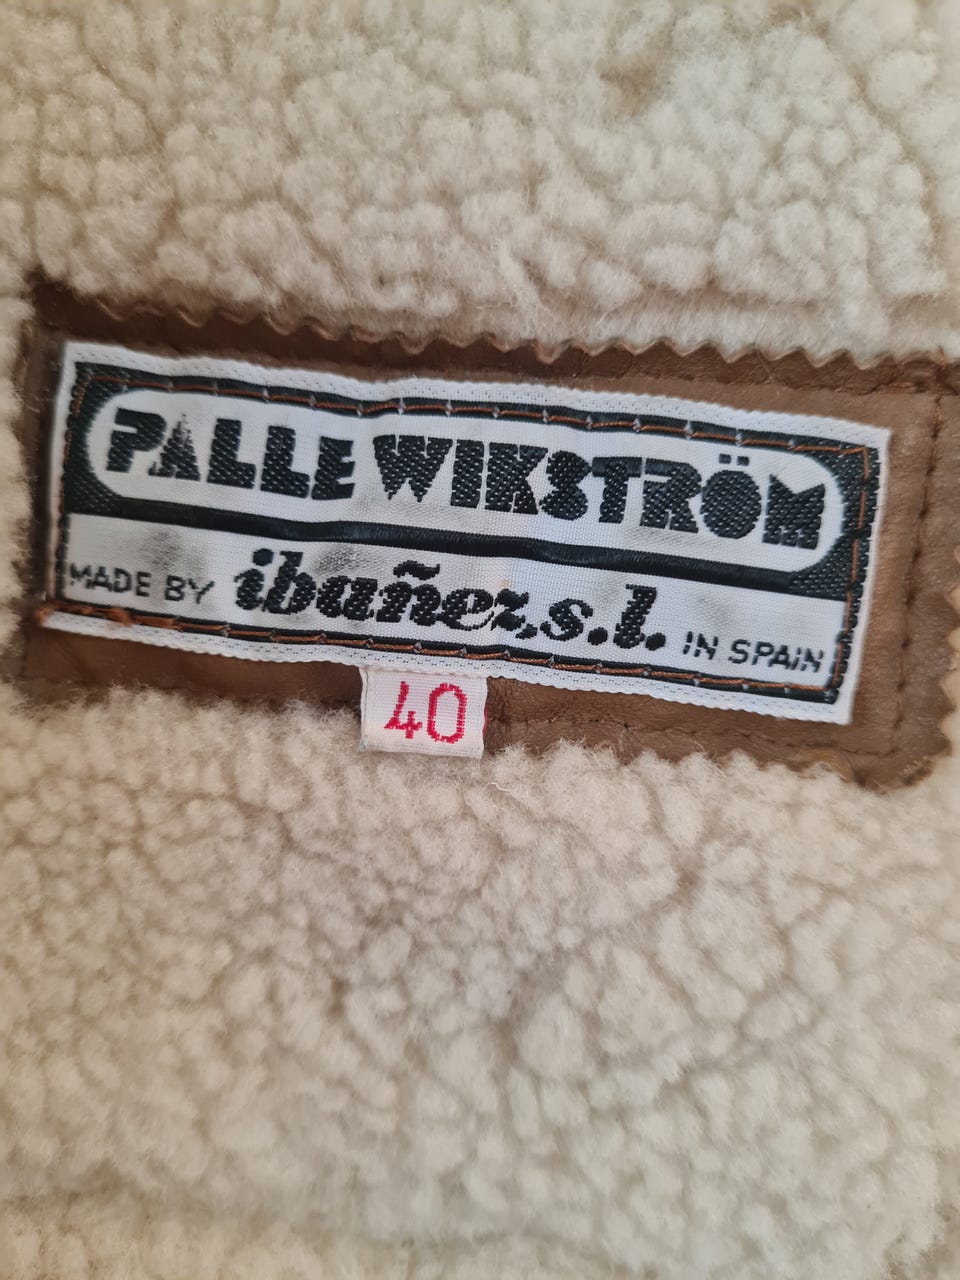 PALLE WIKSTRÖM
MADE BY ibañez,s.l. IN SPAIN
40